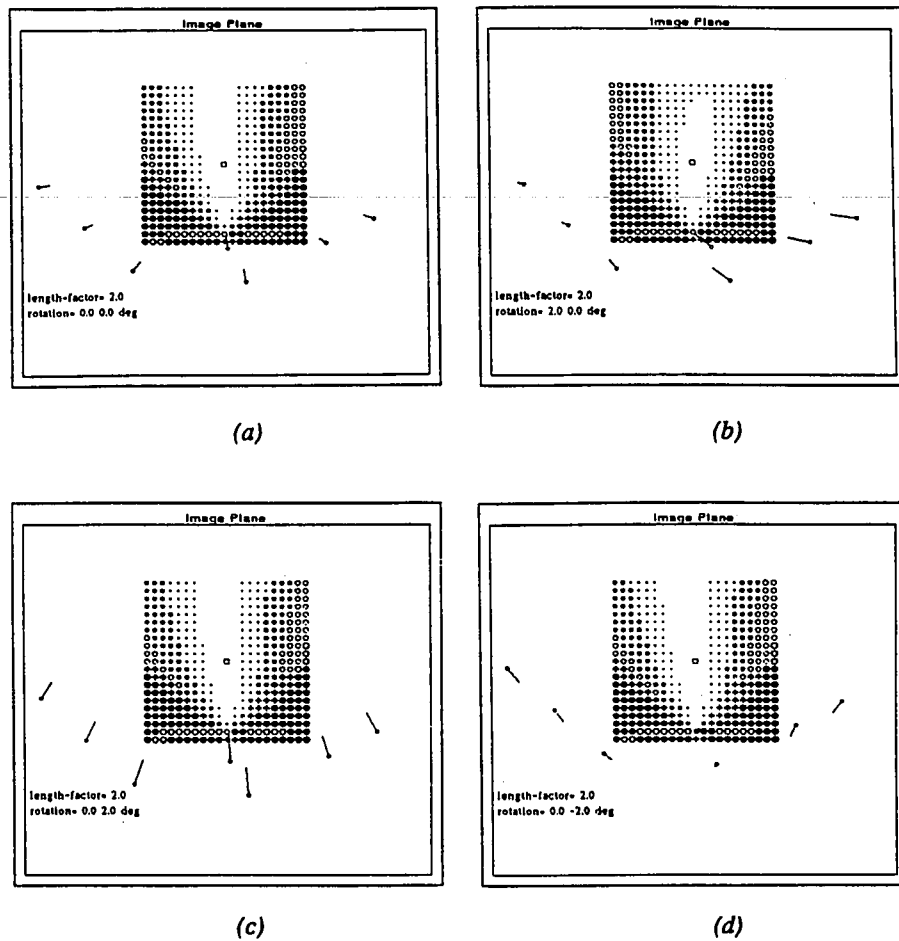 Image Plane
length-factor= 2.0
rotation= 0.0 0.0 deg
(a)
Image Plane
length-factor= 2.0
rotation= 2.0 0.0 deg
(b)
Image Plane
length-factor= 2.0
rotation= 0.0 2.0 deg
(c)
Image Plane
length-factor= 2.0
rotation= 0.0 -2.0 deg
(d)